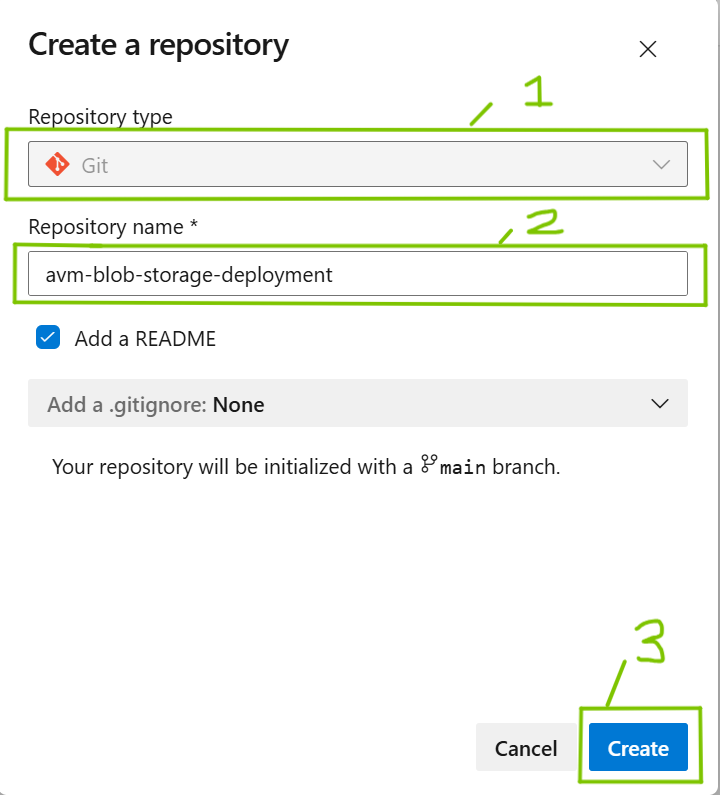 Create a repository
1
Repository type
Git
2
Repository name *
avm-blob-storage-deployment
Add a README
Add a .gitignore: None
Your repository will be initialized with a main branch.
3
Cancel
Create